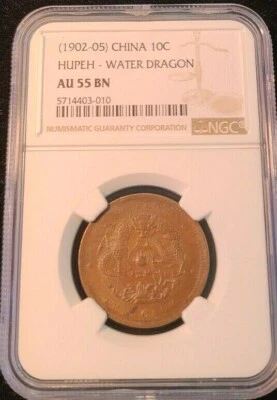 (1902-05) CHINA 10C
HUPEH - WATER DRAGON
AU 55 BN
5714403-010
NUMISMATIC GUARANTY CORPORATION
NGC